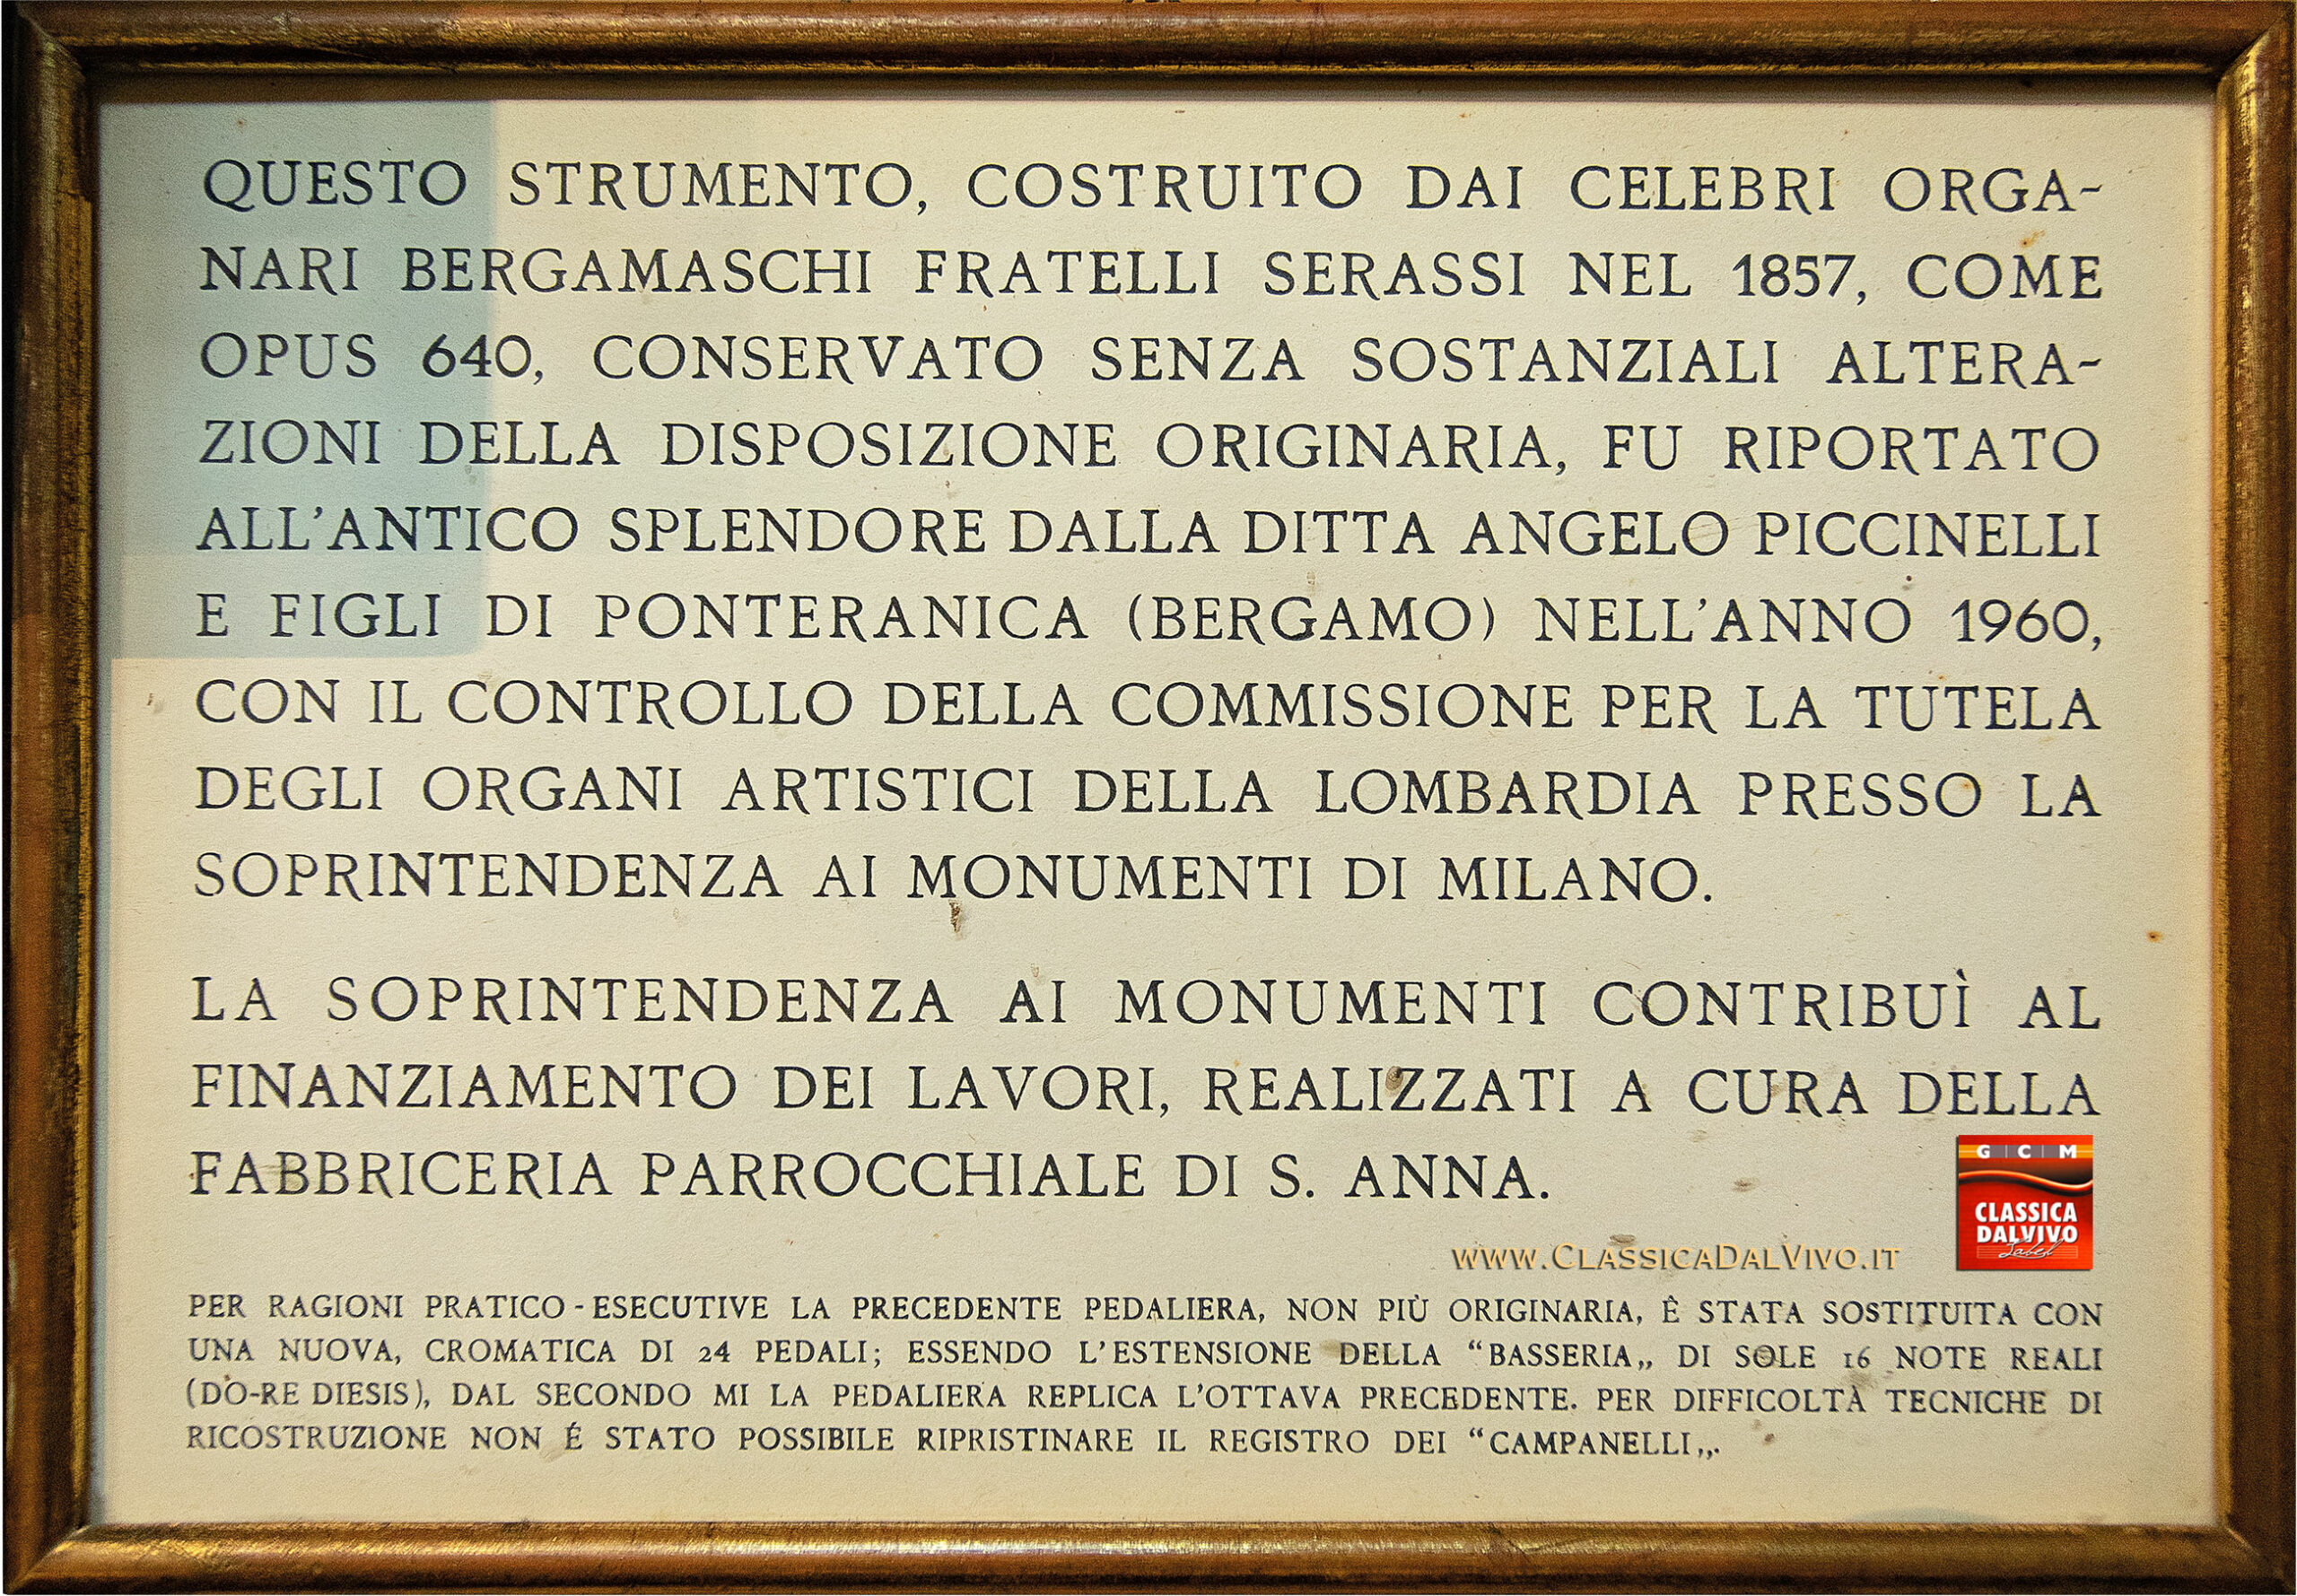 QUESTO STRUMENTO, COSTRUITO DAI CELEBRI ORGA-
NARI BERGAMASCHI FRATELLI SERASSI NEL 1857, COME
OPUS 640, CONSERVATO SENZA SOSTANZIALI ALTERA-
ZIONI DELLA DISPOSIZIONE ORIGINARIA, FU RIPORTATO
ALL'ANTICO SPLENDORE DALLA DITTA ANGELO PICCINELLI
E FIGLI DI PONTERANICA (BERGAMO) NELL'ANNO 1960,
CON IL CONTROLLO DELLA COMMISSIONE PER LA TUTELA
DEGLI ORGANI ARTISTICI DELLA LOMBARDIA PRESSO LA
SOPRINTENDENZA AI MONUMENTI DI MILANO.
LA SOPRINTENDENZA AI MONUMENTI CONTRIBUÌ AL
FINANZIAMENTO DEI LAVORI, REALIZZATI A CURA DELLA
FABBRICERIA PARROCCHIALE DI S. ANNA.
G C M
CLASSICA
DALVIVO
Label
www.ClassicaDalVivo.it
PER RAGIONI PRATICO-ESECUTIVE LA PRECEDENTE PEDALIERA, NON PIÙ ORIGINARIA, Ê STATA SOSTITUITA CON
UNA NUOVA, CROMATICA DI 24 PEDALI; ESSENDO L'ESTENSIONE DELLA "BASSERIA„ DI SOLE 16 NOTE REALI
(DO-RE DIESIS), DAL SECONDO MI LA PEDALIERA REPLICA L'OTTAVA PRECEDENTE. PER DIFFICOLTÀ TECNICHE DI
RICOSTRUZIONE NON É STATO POSSIBILE RIPRISTINARE IL REGISTRO DEI "CAMPANELLI„.